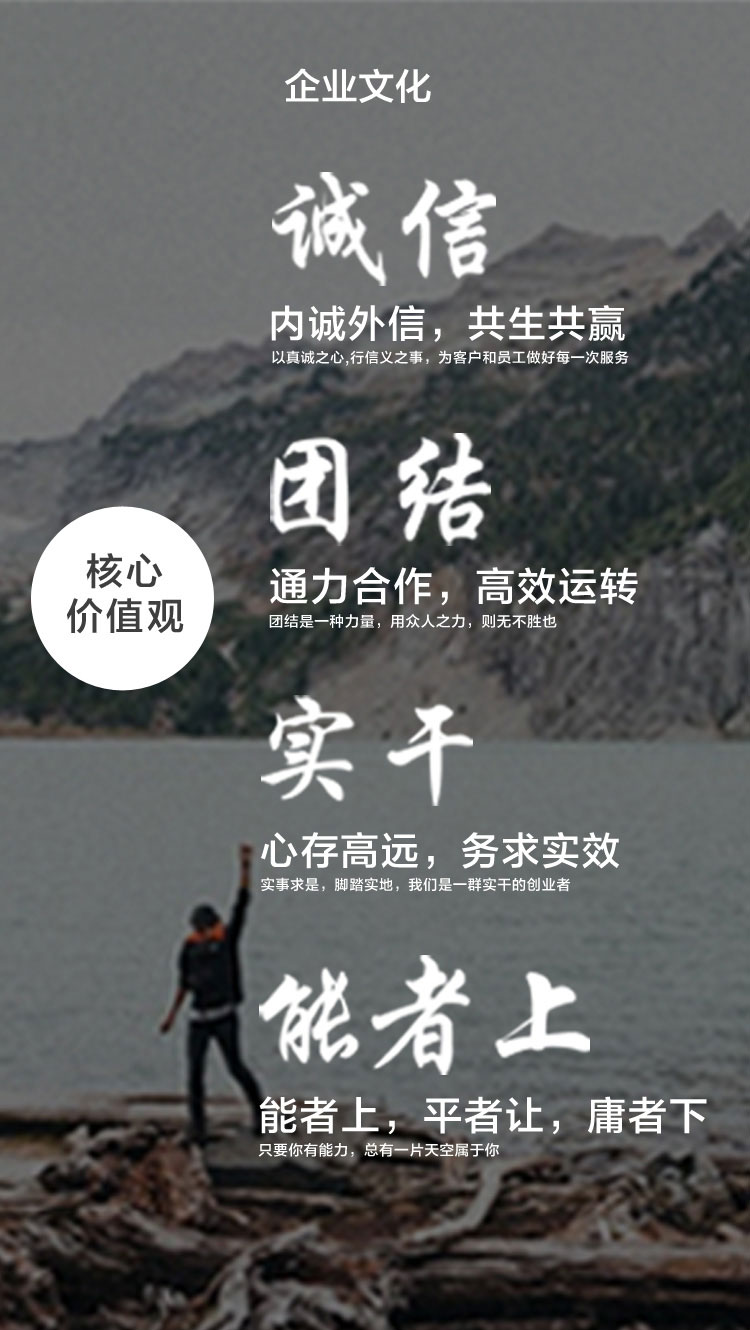 企业文化
诚信
内诚外信，共生共赢
以真诚之心,行信义之事，为客户和员工做好每一次服务
团结
通力合作，高效运转
团结是一种力量，用众人之力，则无不胜也
核心
价值观
实干
心存高远，务求实效
实事求是，脚踏实地，我们是一群实干的创业者
能者上
能者上，平者让，庸者下
只要你有能力，总有一片天空属于你